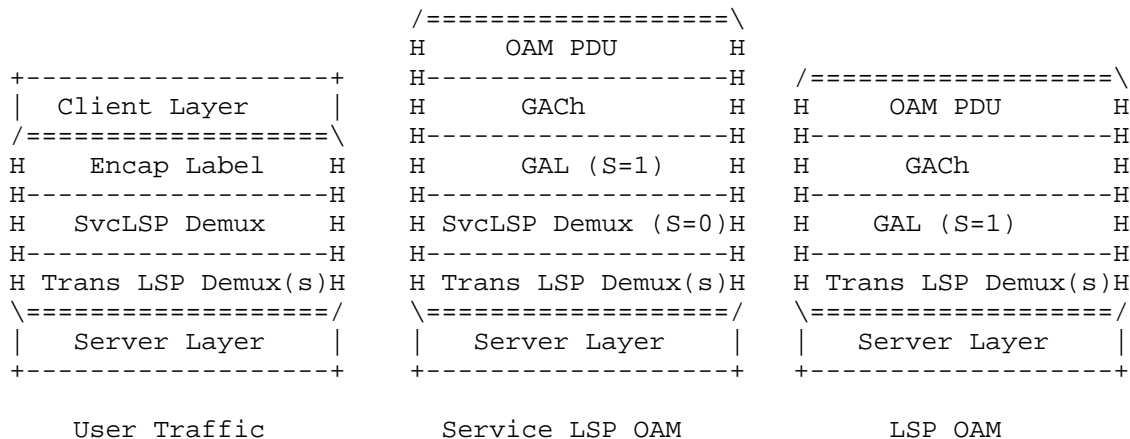 /===================\
                          H      OAM PDU      H
+-------------------+     H-------------------H   /===================\
|   Client Layer    |     H       GACh        H   H     OAM PDU       H
/===================\     H-------------------H   H-------------------H
H    Encap Label    H     H     GAL (S=1)     H   H      GACh         H
H-------------------H     H-------------------H   H-------------------H
H   SvcLSP Demux    H     H SvcLSP Demux (S=0)H   H    GAL (S=1)      H
H-------------------H     H-------------------H   H-------------------H
H Trans LSP Demux(s)H     H Trans LSP Demux(s)H   H Trans LSP Demux(s)H
\===================/     \===================/   \===================/
|   Server Layer    |     |   Server Layer    |   |   Server Layer    |
+-------------------+     +-------------------+   +-------------------+

    User Traffic            Service LSP OAM             LSP OAM